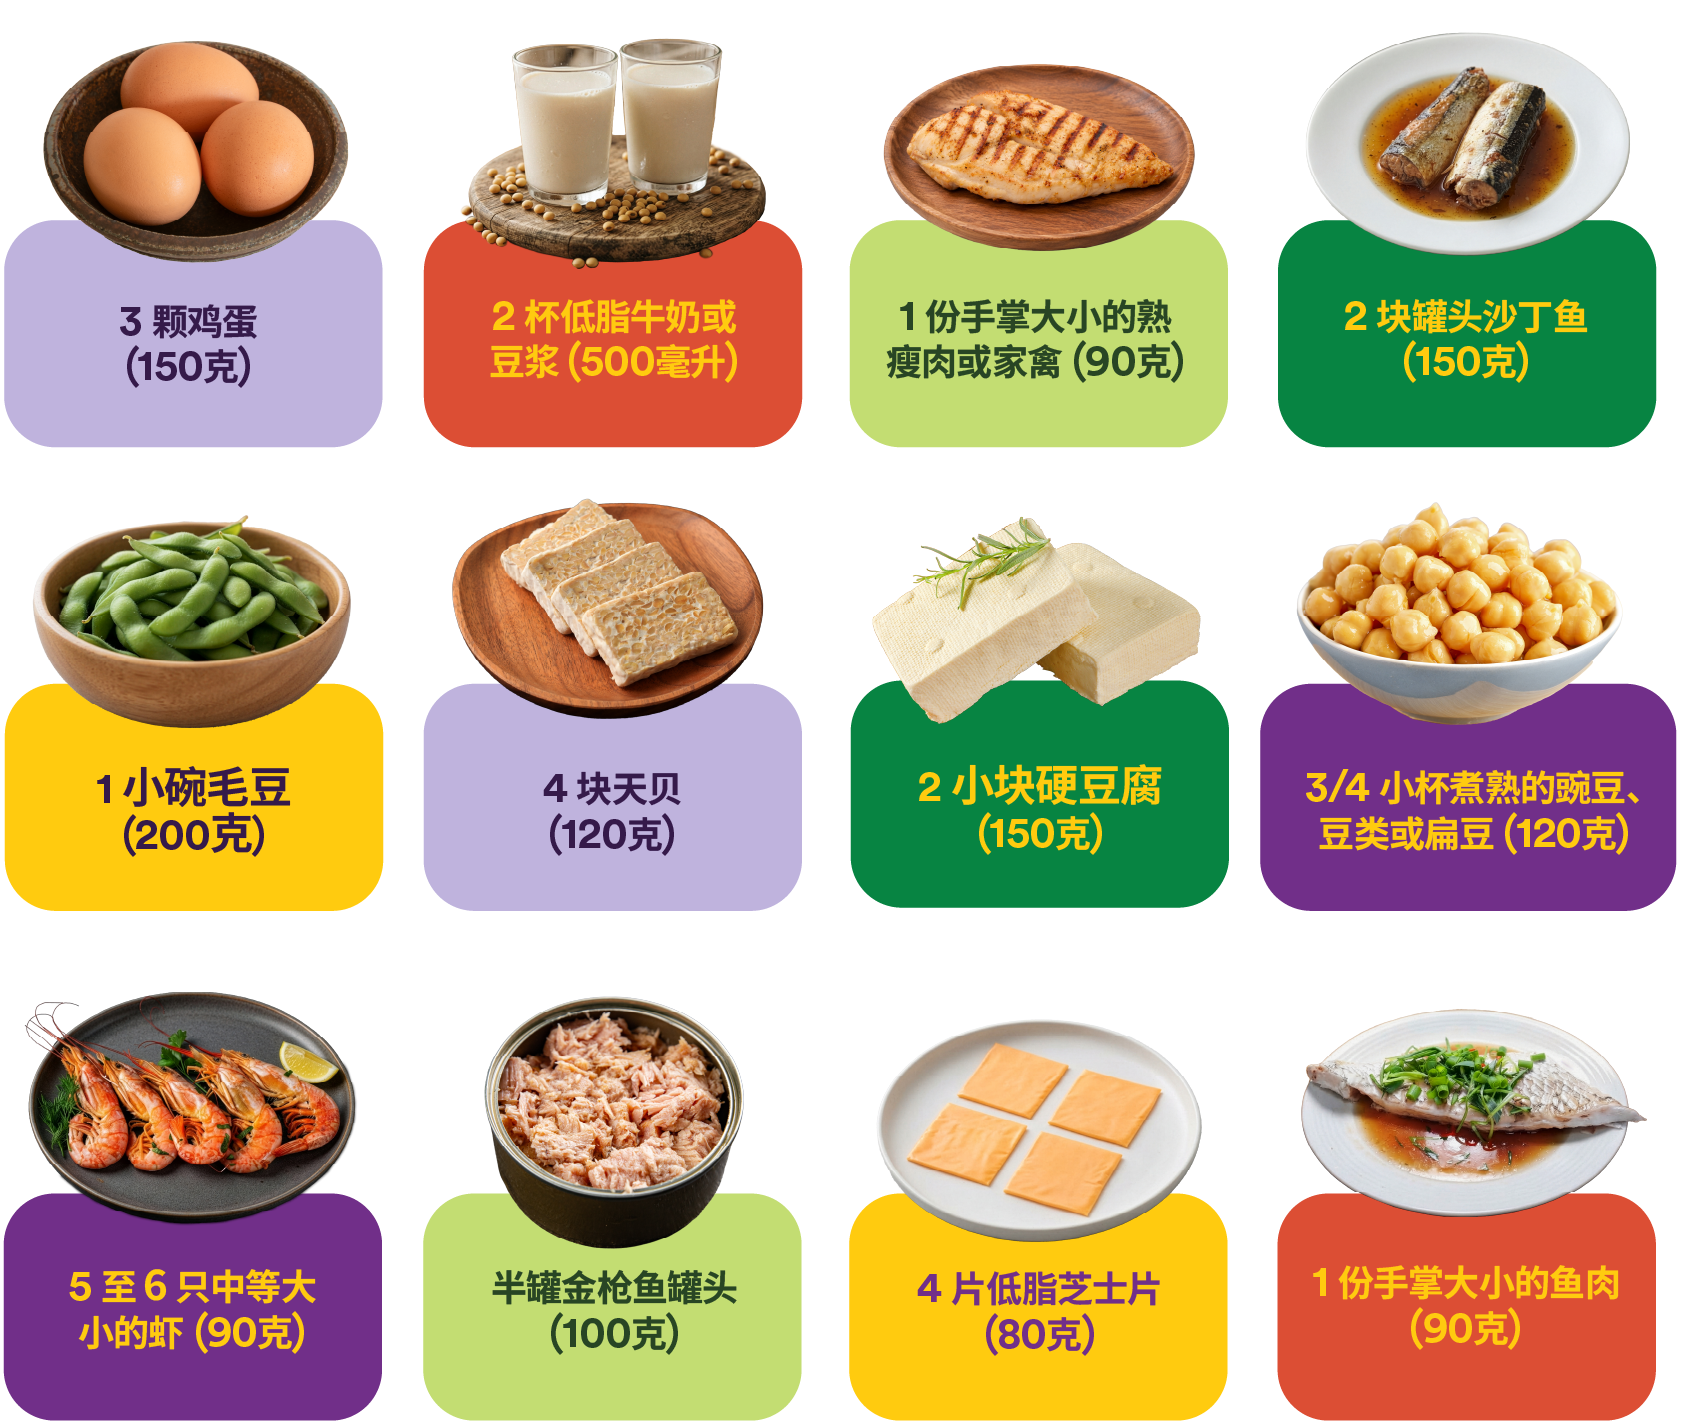 3 颗鸡蛋
(150克)
2 杯低脂牛奶或
豆浆 (500毫升)
1 份手掌大小的熟
瘦肉或家禽 (90克)
2 块罐头沙丁鱼
(150克)
1 小碗毛豆
(200克)
4 块天贝
(120克)
2 小块硬豆腐
(150克)
3/4 小杯煮熟的豌豆、
豆类或扁豆 (120克)
5 至 6 只中等大
小的虾 (90克)
半罐金枪鱼罐头
(100克)
4 片低脂芝士片
(80克)
1 份手掌大小的鱼肉
(90克)